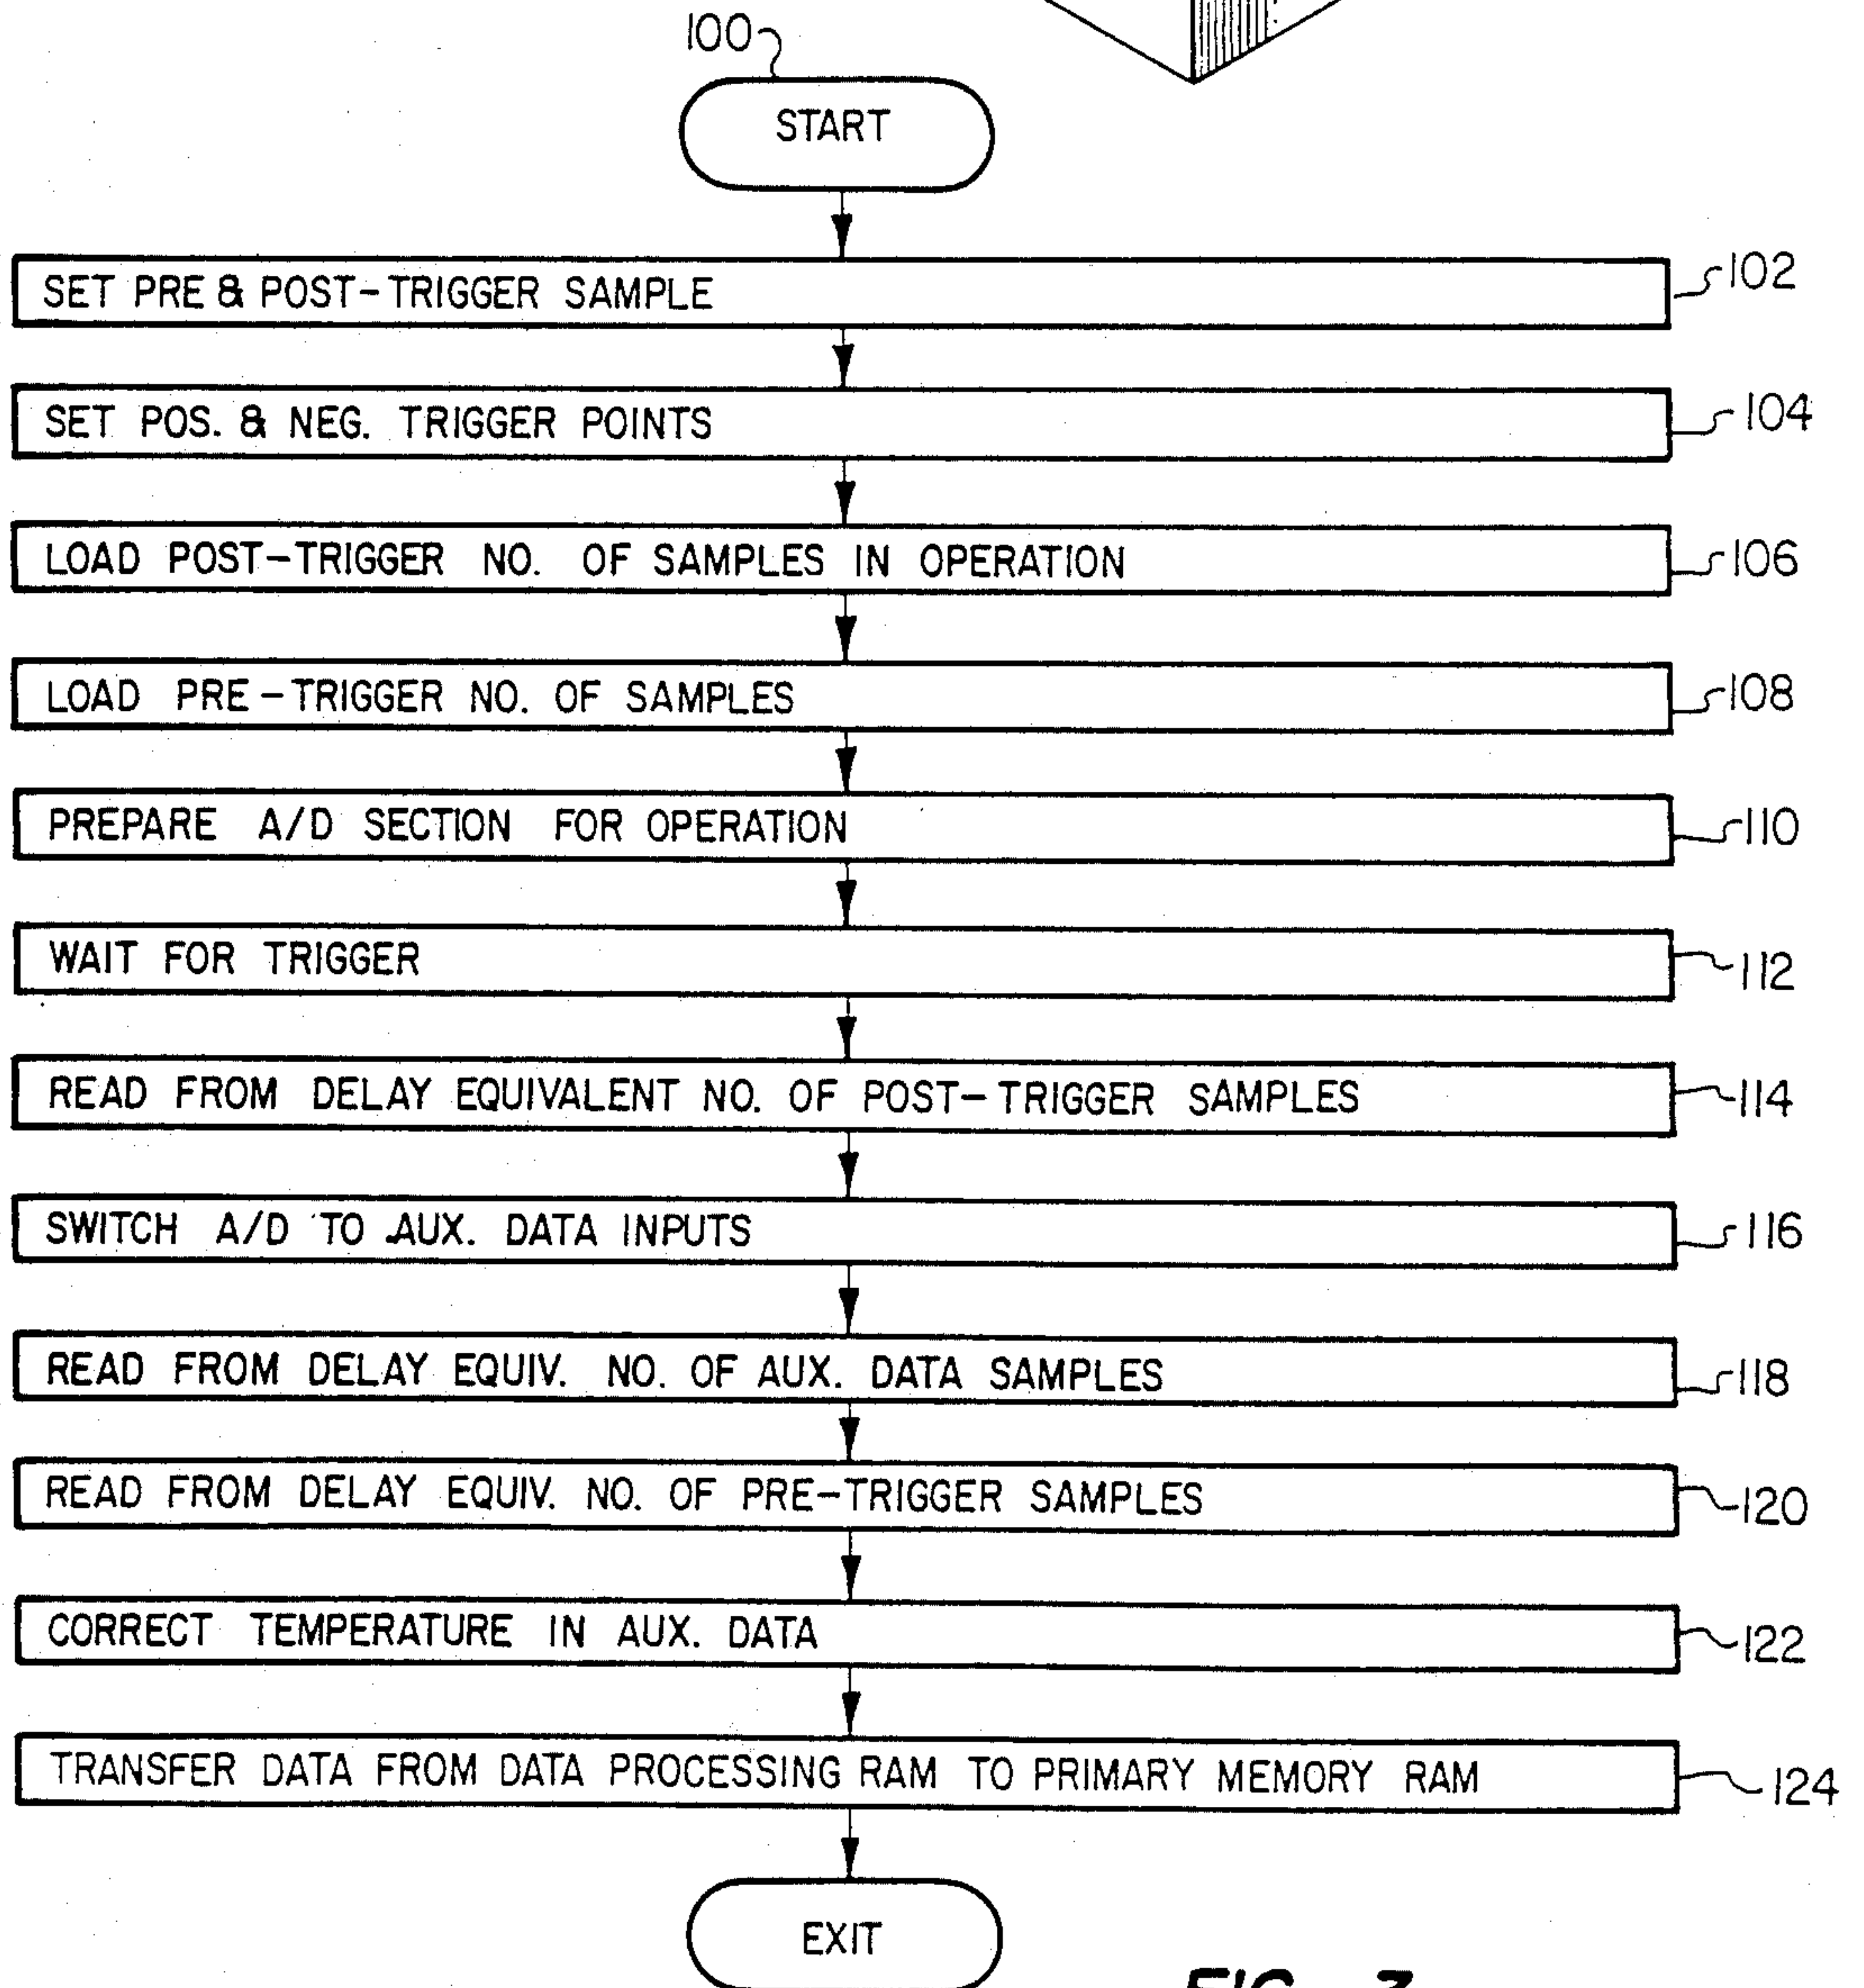 100
START
SET PRE & POST-TRIGGER SAMPLE 102
SET POS. & NEG. TRIGGER POINTS 104
LOAD POST-TRIGGER NO. OF SAMPLES IN OPERATION 106
LOAD PRE-TRIGGER NO. OF SAMPLES 108
PREPARE A/D SECTION FOR OPERATION 110
WAIT FOR TRIGGER 112
READ FROM DELAY EQUIVALENT NO. OF POST-TRIGGER SAMPLES 114
SWITCH A/D TO AUX. DATA INPUTS 116
READ FROM DELAY EQUIV. NO. OF AUX. DATA SAMPLES 118
READ FROM DELAY EQUIV. NO. OF PRE-TRIGGER SAMPLES 120
CORRECT TEMPERATURE IN AUX. DATA 122
TRANSFER DATA FROM DATA PROCESSING RAM TO PRIMARY MEMORY RAM 124
EXIT
FIG.